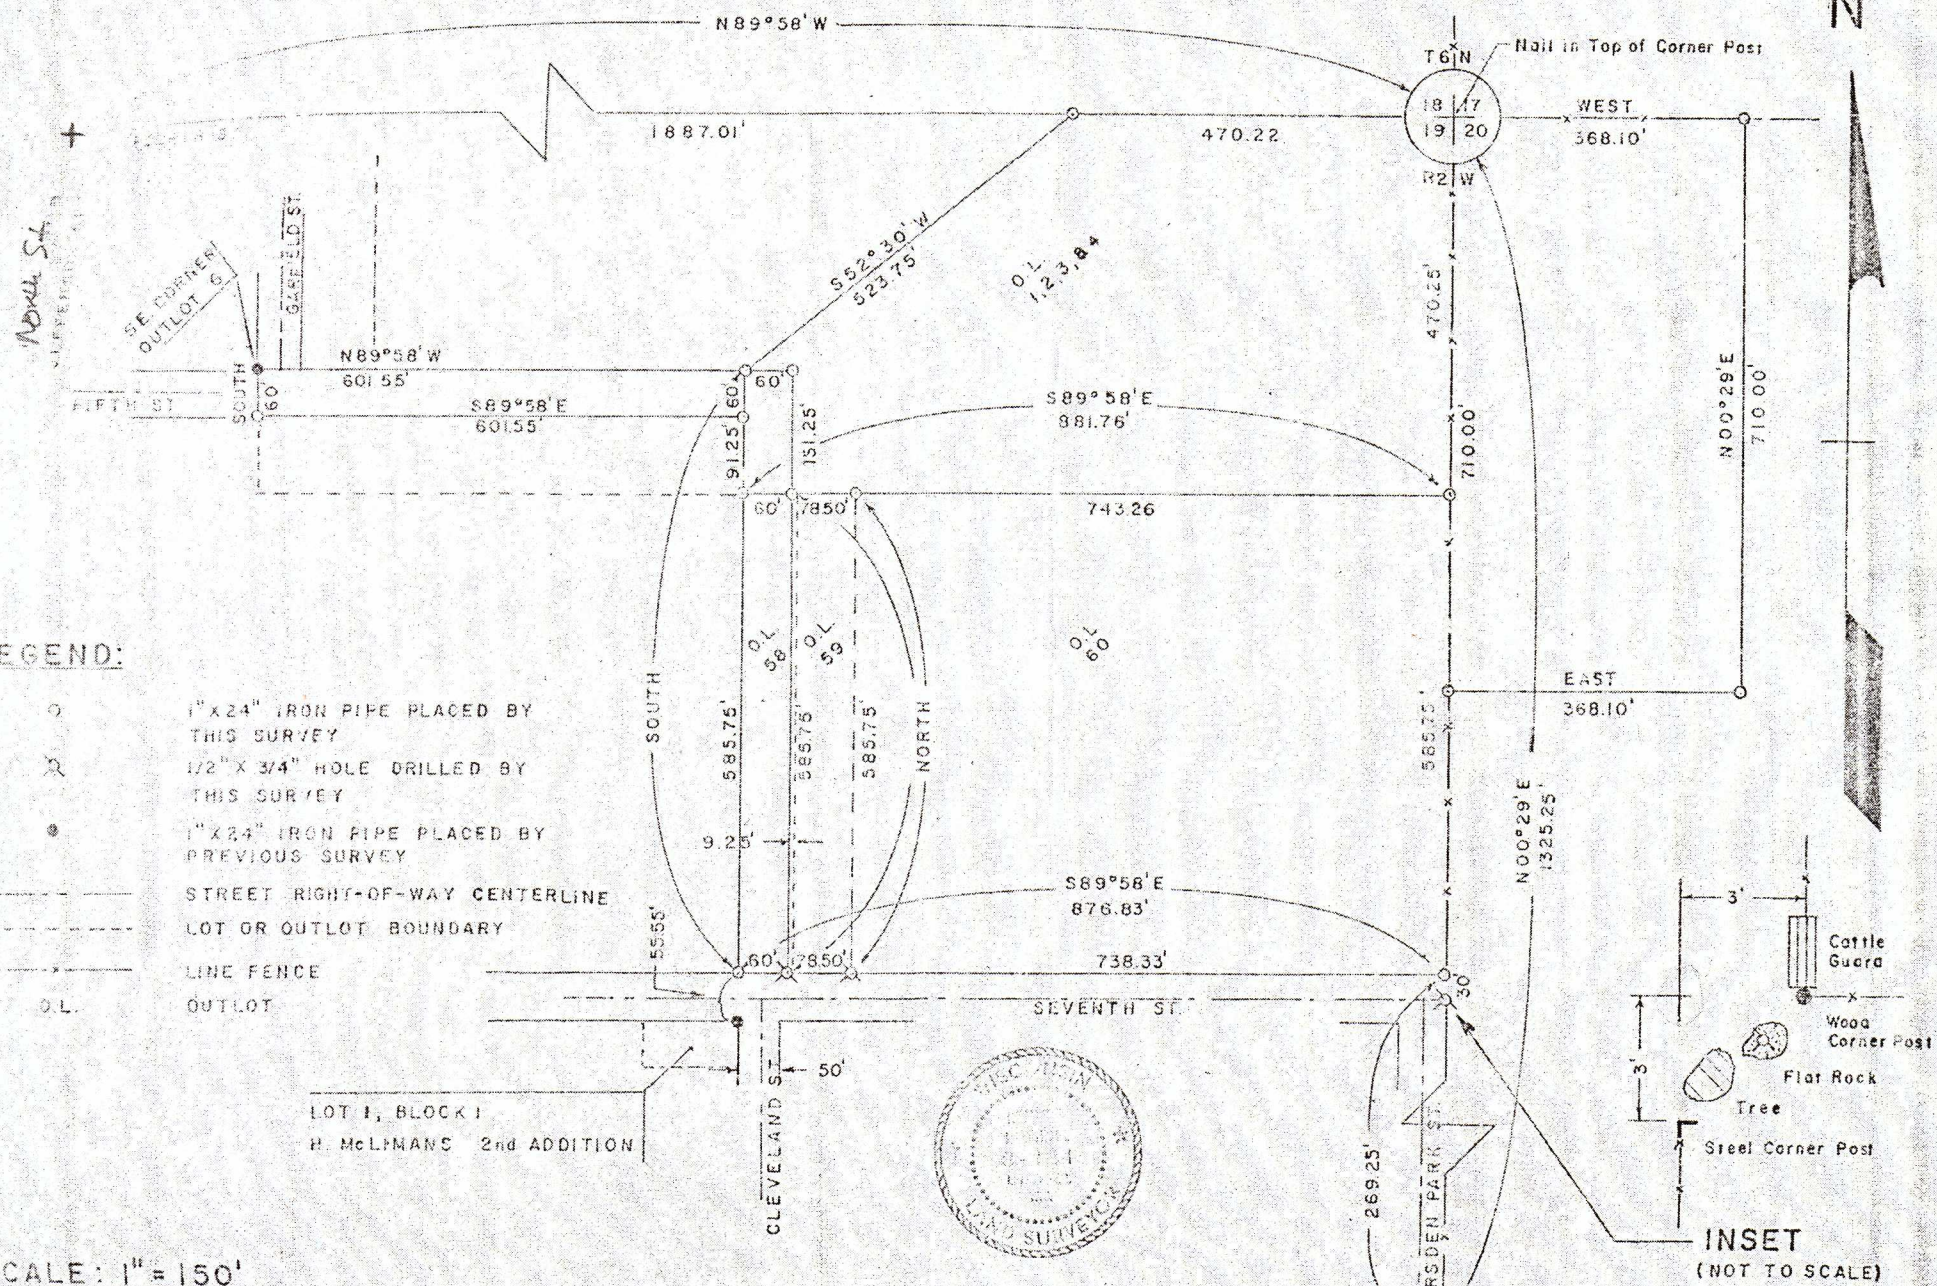 N
N89°58'W
Nail in Top of Corner Post
T6N
18 17
19 20
R2W
WEST
368.10'
1887.01'
470.22
North St
S52°30'W
523.75'
O.L.
1,2,3,&4
SE CORNER
OUTLOT 6
GARFIELD ST.
N89°58'W
601.55'
SOUTH
60'
FIFTH ST
S89°58'E
601.55'
60'
60'
91.25'
151.25'
S89°58'E
881.76'
470.25'
710.00'
N00°29'E
710.00'
60'
78.50'
743.26
O.L.
58
O.L.
59
O.L.
60
SOUTH
585.75'
585.75'
585.75'
NORTH
585.75'
EAST
368.10'
N00°29'E
1325.25'
9.25'
S89°58'E
876.83'
55.55'
60'
78.50'
738.33'
30'
SEVENTH ST.
50'
CLEVELAND ST.
269.25'
RSDEN PARK ST.
LOT 1, BLOCK 1
H. McLIMANS 2nd ADDITION
EGEND:
1"X24" IRON PIPE PLACED BY
THIS SURVEY
1/2"X 3/4" HOLE DRILLED BY
THIS SURVEY
1"X24" IRON PIPE PLACED BY
PREVIOUS SURVEY
STREET RIGHT-OF-WAY CENTERLINE
LOT OR OUTLOT BOUNDARY
LINE FENCE
O.L.
OUTLOT
WISCONSIN
LAND SURVEYOR
3'
Cattle
Guard
Wood
Corner Post
3'
Flat Rock
Tree
Steel Corner Post
INSET
(NOT TO SCALE)
CALE: 1"=150'